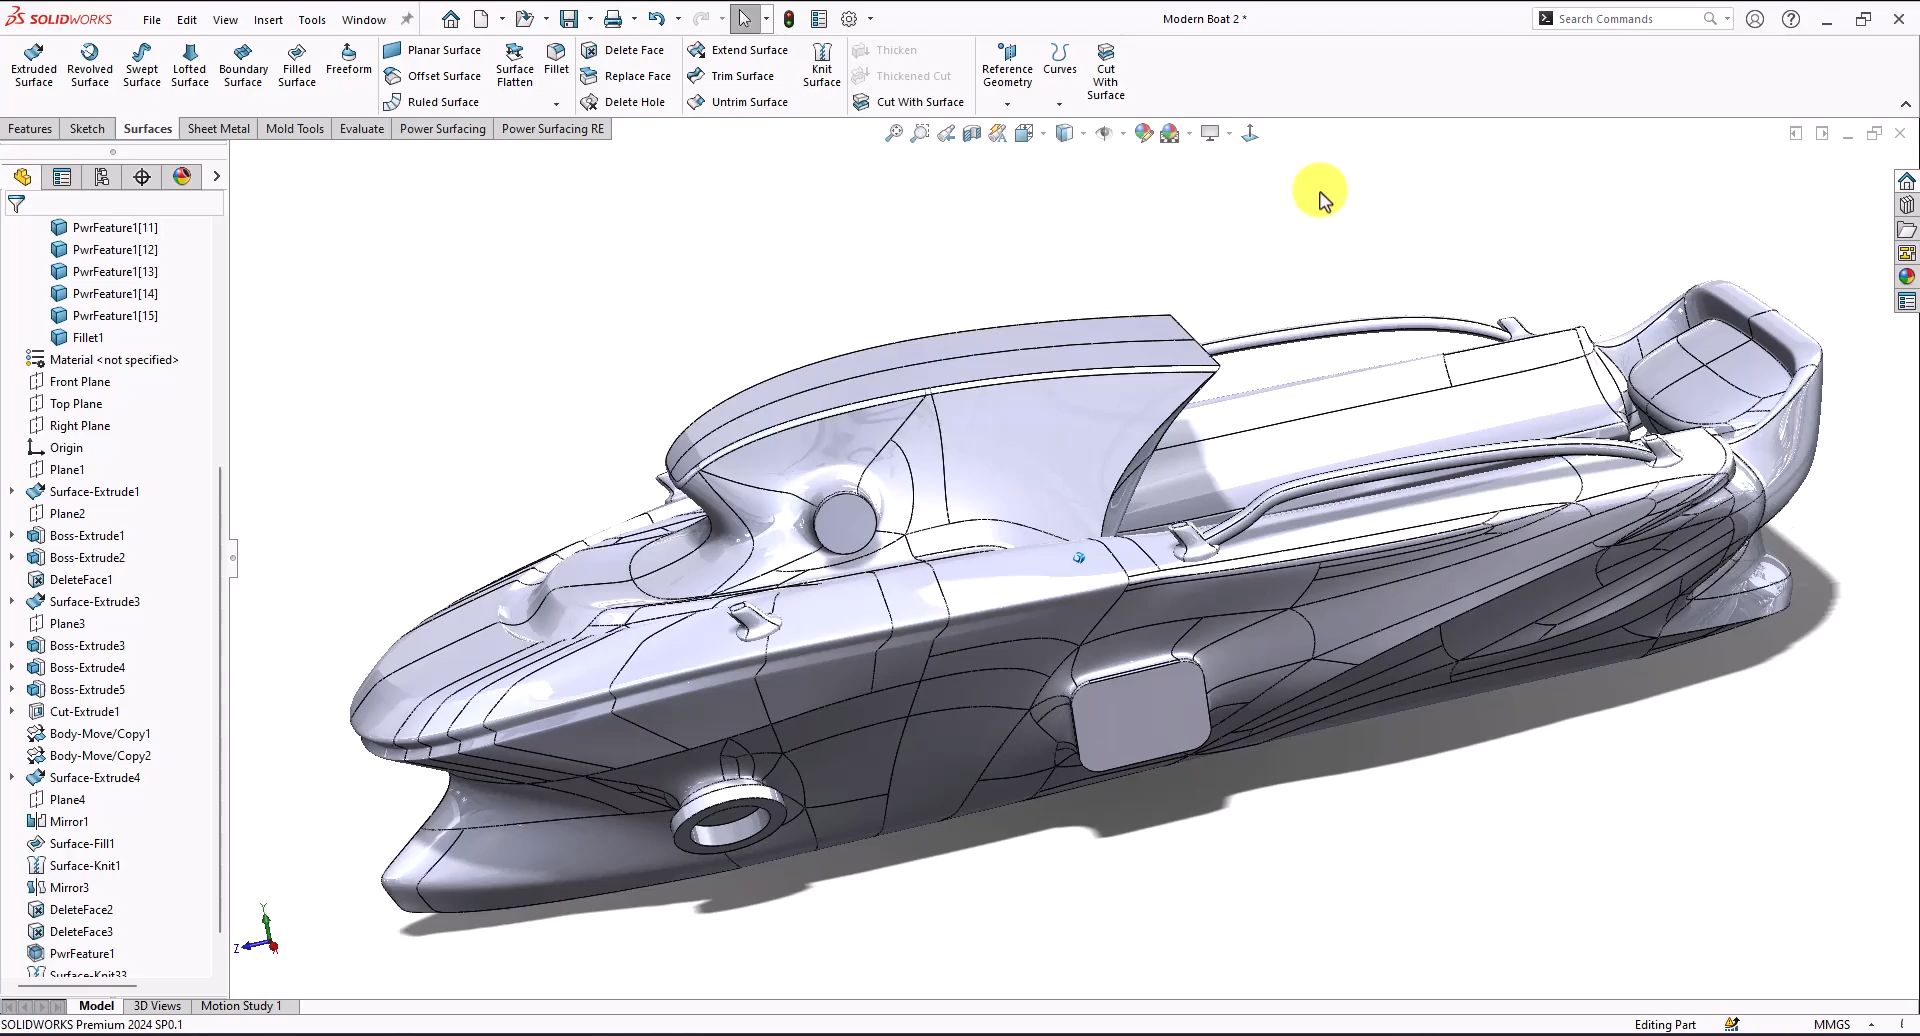 SOLIDWORKS File Edit View Insert Tools Window Modern Boat 2 * Search Commands
Extruded Surface Revolved Surface Swept Surface Lofted Surface Boundary Surface Filled Surface Freeform Planar Surface Offset Surface Ruled Surface Surface Flatten Fillet Delete Face Replace Face Delete Hole Extend Surface Trim Surface Untrim Surface Knit Surface Thicken Thickened Cut Cut With Surface Reference Geometry Curves Cut With Surface
Features Sketch Surfaces Sheet Metal Mold Tools Evaluate Power Surfacing Power Surfacing RE
PwrFeature1[11]
PwrFeature1[12]
PwrFeature1[13]
PwrFeature1[14]
PwrFeature1[15]
Fillet1
Material <not specified>
Front Plane
Top Plane
Right Plane
Origin
Plane1
Surface-Extrude1
Plane2
Boss-Extrude1
Boss-Extrude2
DeleteFace1
Surface-Extrude3
Plane3
Boss-Extrude3
Boss-Extrude4
Boss-Extrude5
Cut-Extrude1
Body-Move/Copy1
Body-Move/Copy2
Surface-Extrude4
Plane4
Mirror1
Surface-Fill1
Surface-Knit1
Mirror3
DeleteFace2
DeleteFace3
PwrFeature1
Surface-Knit33
Y
Z
Model 3D Views Motion Study 1
SOLIDWORKS Premium 2024 SP0.1 Editing Part MMGS